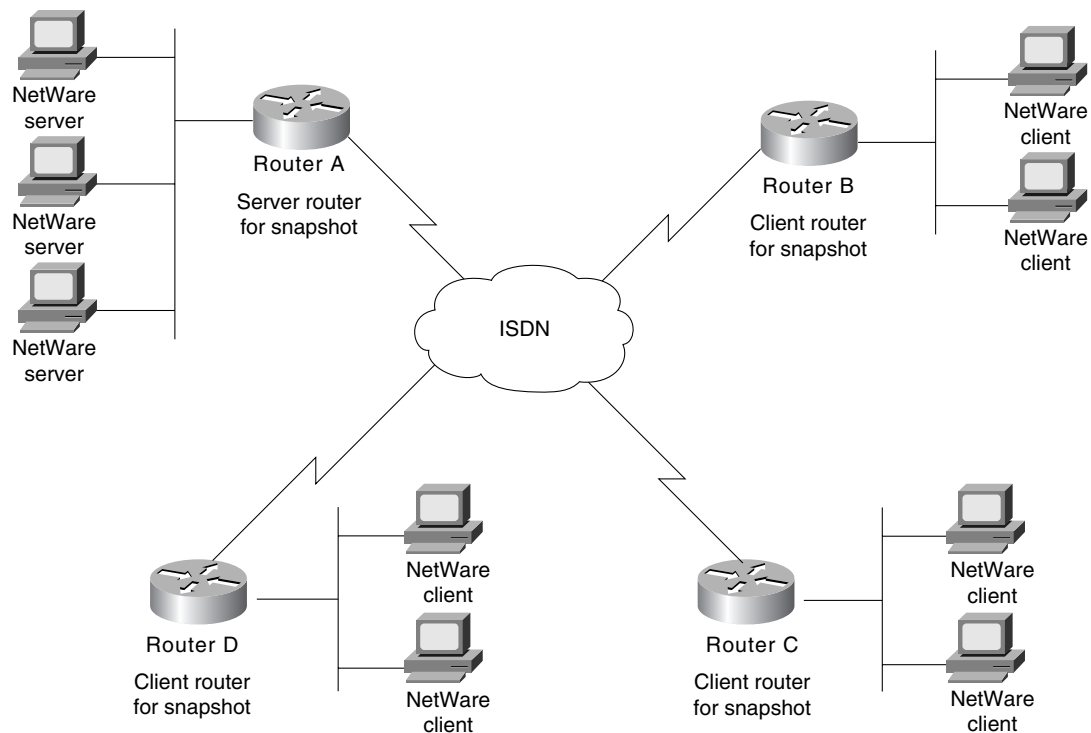 NetWare
server
NetWare
server
NetWare
server
Router A
Server router
for snapshot
Router B
Client router
for snapshot
NetWare
client
NetWare
client
ISDN
Router D
Client router
for snapshot
NetWare
client
NetWare
client
Router C
Client router
for snapshot
NetWare
client
NetWare
client